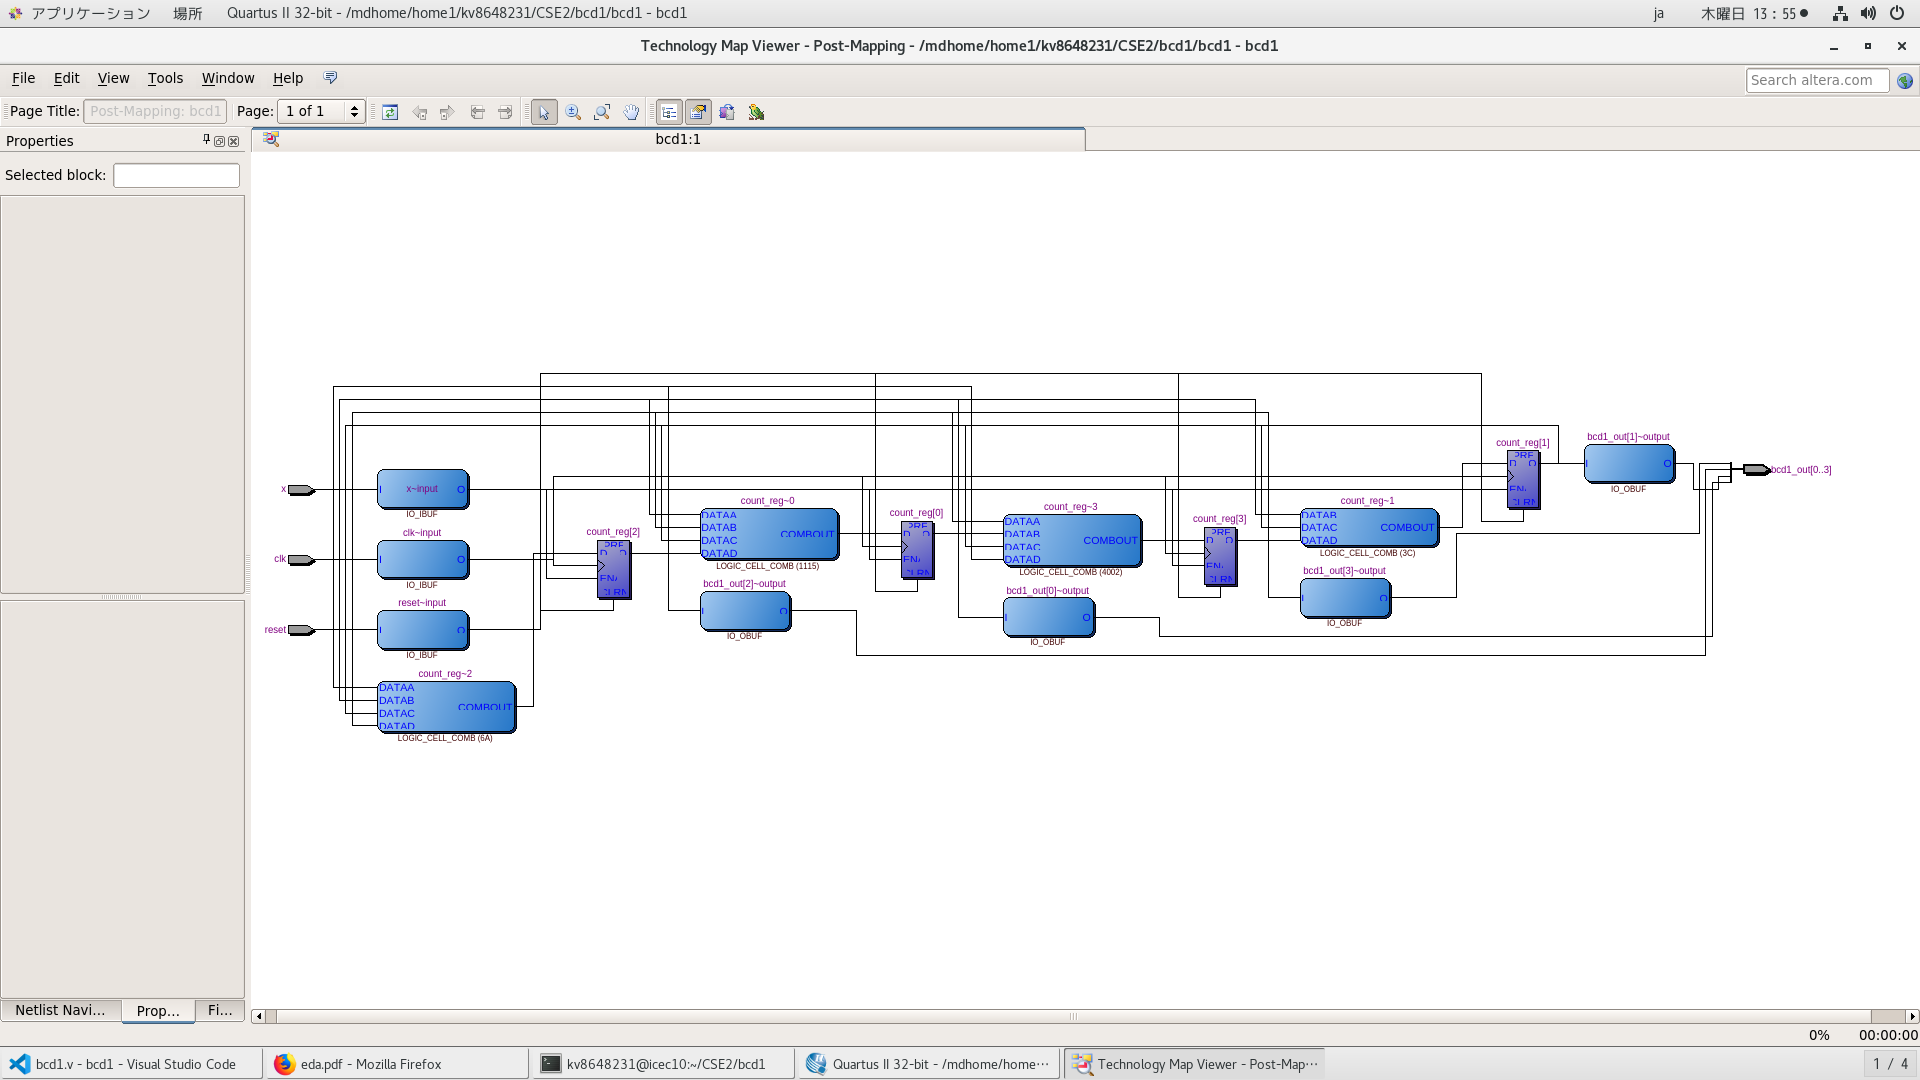 アプリケーション 場所 Quartus II 32-bit - /mdhome/home1/kv8648231/CSE2/bcd1/bcd1 - bcd1 ja 木曜日 13：55
Technology Map Viewer - Post-Mapping - /mdhome/home1/kv8648231/CSE2/bcd1/bcd1 - bcd1
File Edit View Tools Window Help Search altera.com
Page Title: Post-Mapping: bcd1 Page: 1 of 1
Properties
bcd1:1
Selected block:
count_reg[1] bcd1_out[1]~output
PRE
D O
I O
bcd1_out[0..3]
ENA
CLRN
IO_OBUF
x
I x~input O
IO_IBUF
count_reg~0
DATAA
DATAB
DATAC
DATAD
COMBOUT
LOGIC_CELL_COMB (1115)
count_reg[0]
PRE
D O
ENA
CLRN
count_reg~3
DATAA
DATAB
DATAC
DATAD
COMBOUT
LOGIC_CELL_COMB (4002)
count_reg[3]
PRE
D O
ENA
CLRN
count_reg~1
DATAB
DATAC
DATAD
COMBOUT
LOGIC_CELL_COMB (3C)
clk~input
clk
I O
IO_IBUF
count_reg[2]
PRE
D O
ENA
CLRN
bcd1_out[2]~output
I O
IO_OBUF
bcd1_out[0]~output
I O
IO_OBUF
bcd1_out[3]~output
I O
IO_OBUF
reset~input
reset
I O
IO_IBUF
count_reg~2
DATAA
DATAB
DATAC
DATAD
COMBOUT
LOGIC_CELL_COMB (6A)
Netlist Navi... Prop... Fi...
0% 00:00:00
bcd1.v - bcd1 - Visual Studio Code eda.pdf - Mozilla Firefox kv8648231@icec10:~/CSE2/bcd1 Quartus II 32-bit - /mdhome/home… Technology Map Viewer - Post-Map… 1 / 4